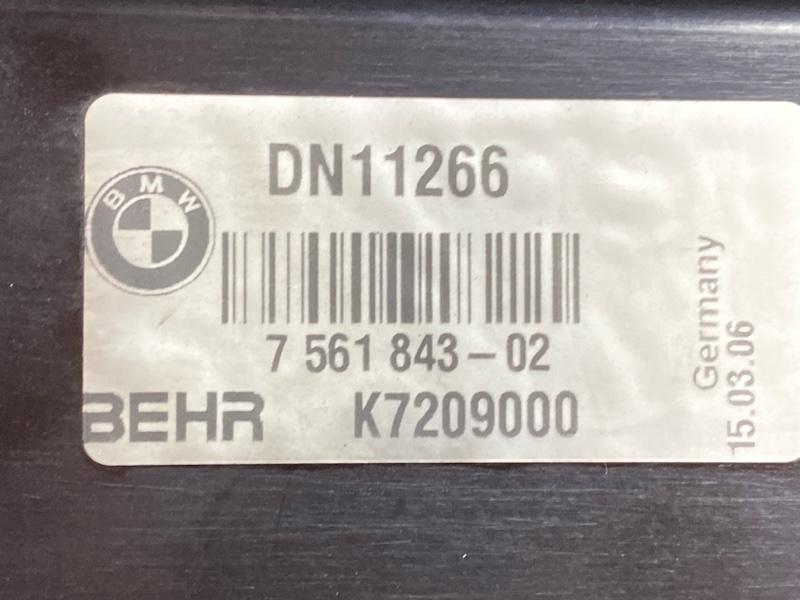 DN11266
BMW
7 561 843-02
BEHR K7209000
Germany
15.03.06